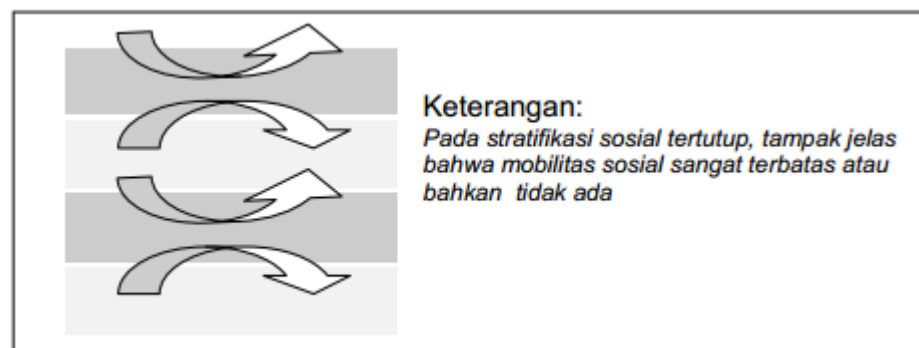 Keterangan:
Pada stratifikasi sosial tertutup, tampak jelas
bahwa mobilitas sosial sangat terbatas atau
bahkan tidak ada